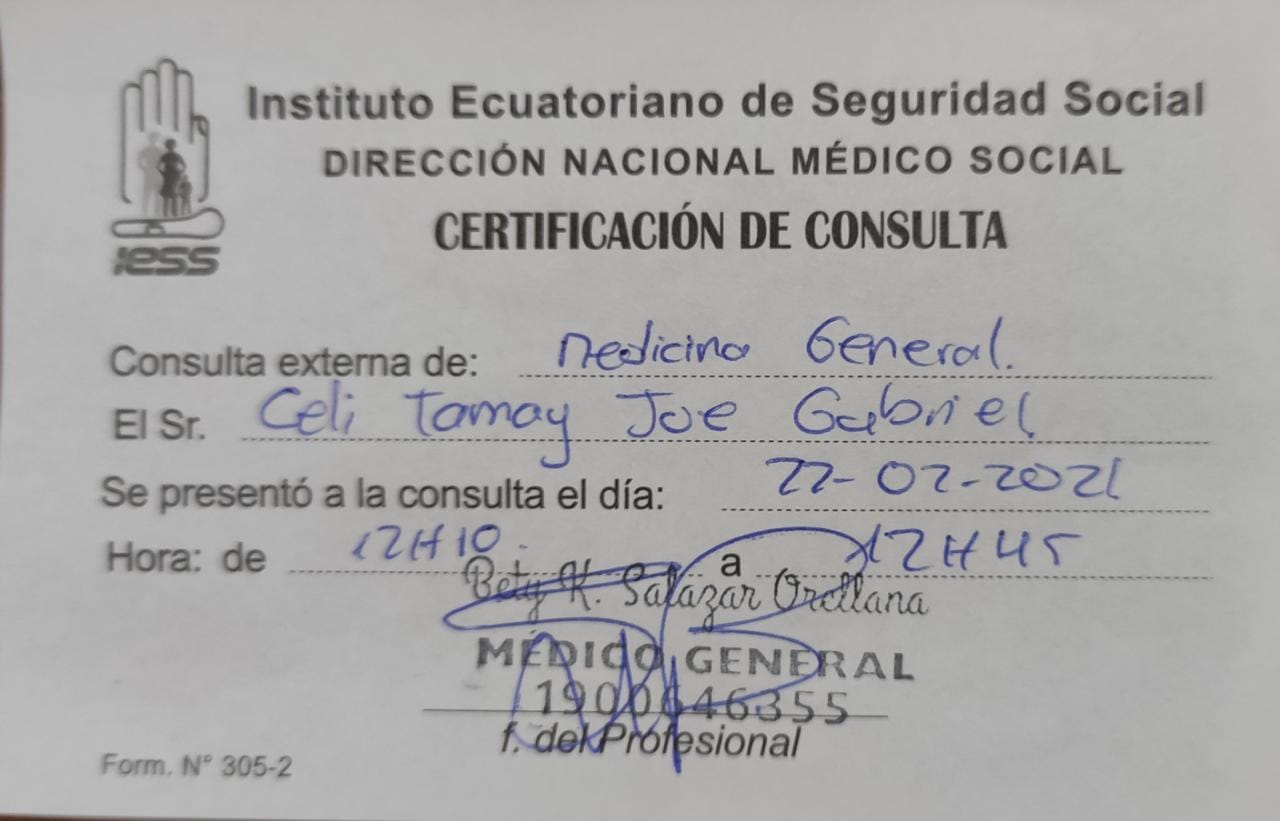 Instituto Ecuatoriano de Seguridad Social
DIRECCIÓN NACIONAL MÉDICO SOCIAL
CERTIFICACIÓN DE CONSULTA
IESS
Consulta externa de: Medicina General.
El Sr. Celi Tamay Joe Gabriel
Se presentó a la consulta el día: 22-02-2021
Hora: de 12H10 a 12H45
Bety K. Salazar Orellana
MÉDICO GENERAL
1900646355
f. del Profesional
Form. N° 305-2